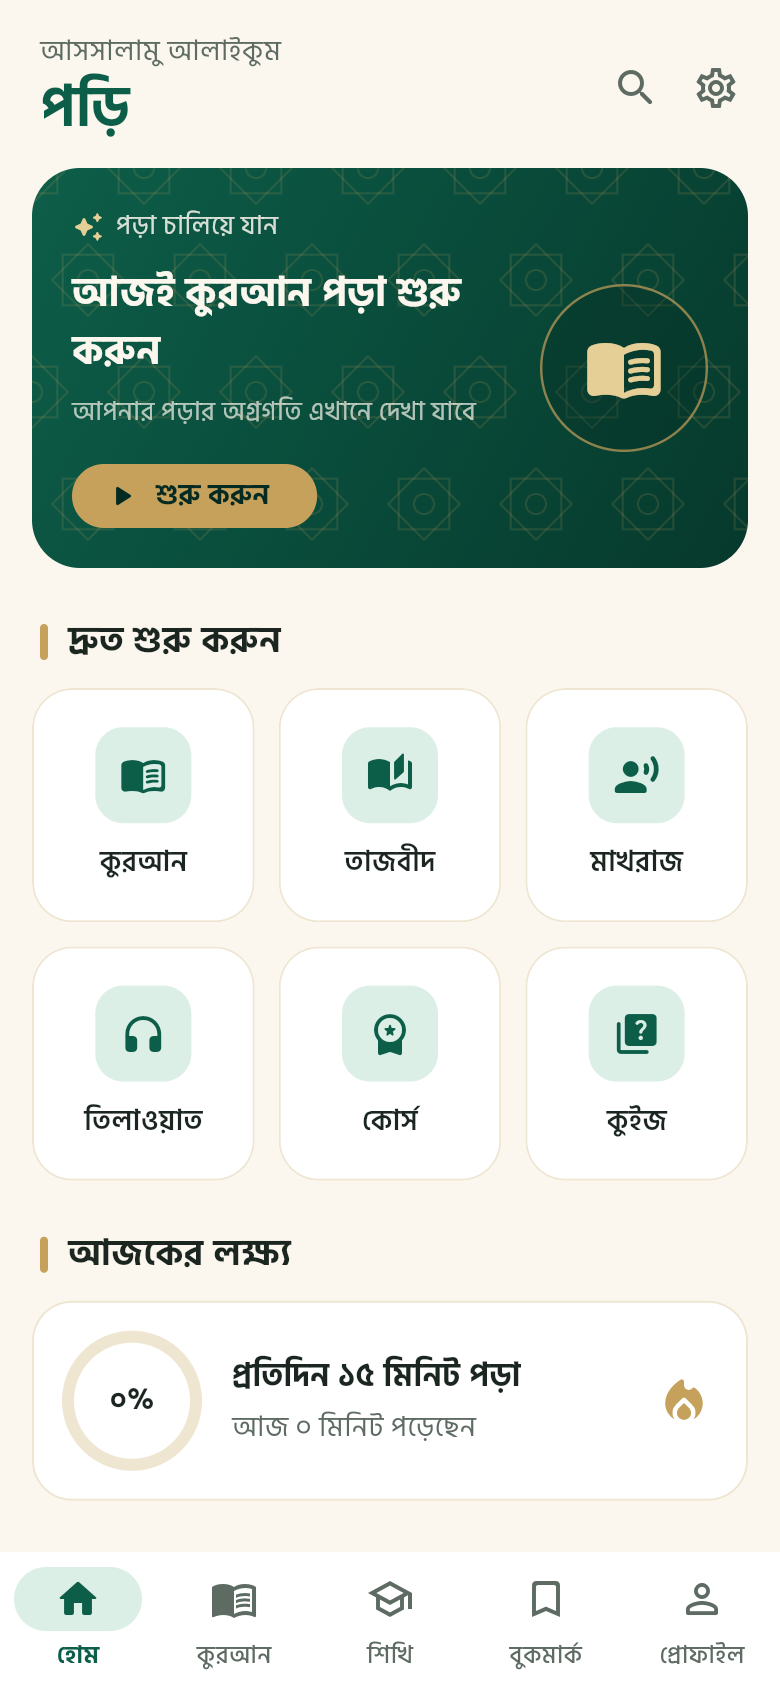 আসসালামু আলাইকুম
পড়ি
পড়া চালিয়ে যান
আজই কুরআন পড়া শুরু
করুন
আপনার পড়ার অগ্রগতি এখানে দেখা যাবে
শুরু করুন
দ্রুত শুরু করুন
কুরআন
তাজবীদ
মাখরাজ
তিলাওয়াত
কোর্স
কুইজ
আজকের লক্ষ্য
০%
প্রতিদিন ১৫ মিনিট পড়া
আজ ০ মিনিট পড়েছেন
হোম
কুরআন
শিখি
বুকমার্ক
প্রোফাইল